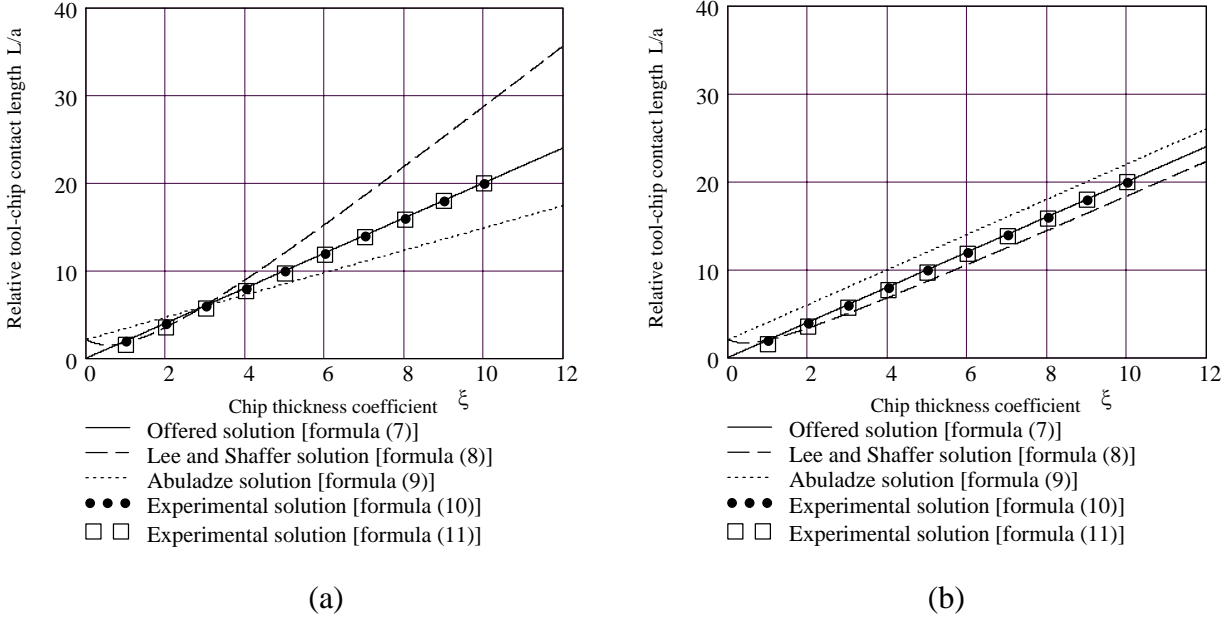 Relative tool-chip contact length L/a
40
30
20
10
0
0 2 4 6 8 10 12
Chip thickness coefficient ξ
Offered solution [formula (7)]
Lee and Shaffer solution [formula (8)]
Abuladze solution [formula (9)]
Experimental solution [formula (10)]
Experimental solution [formula (11)]
(a)
Relative tool-chip contact length L/a
40
30
20
10
0
0 2 4 6 8 10 12
Chip thickness coefficient ξ
Offered solution [formula (7)]
Lee and Shaffer solution [formula (8)]
Abuladze solution [formula (9)]
Experimental solution [formula (10)]
Experimental solution [formula (11)]
(b)